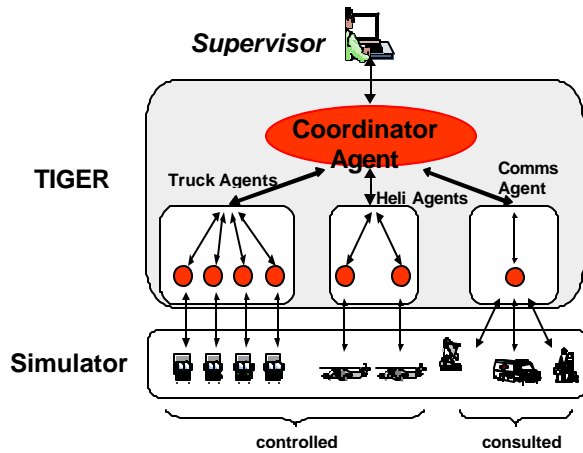 Supervisor
Coordinator
Agent
TIGER
Truck Agents
Heli Agents
Comms
Agent
Simulator
controlled
consulted